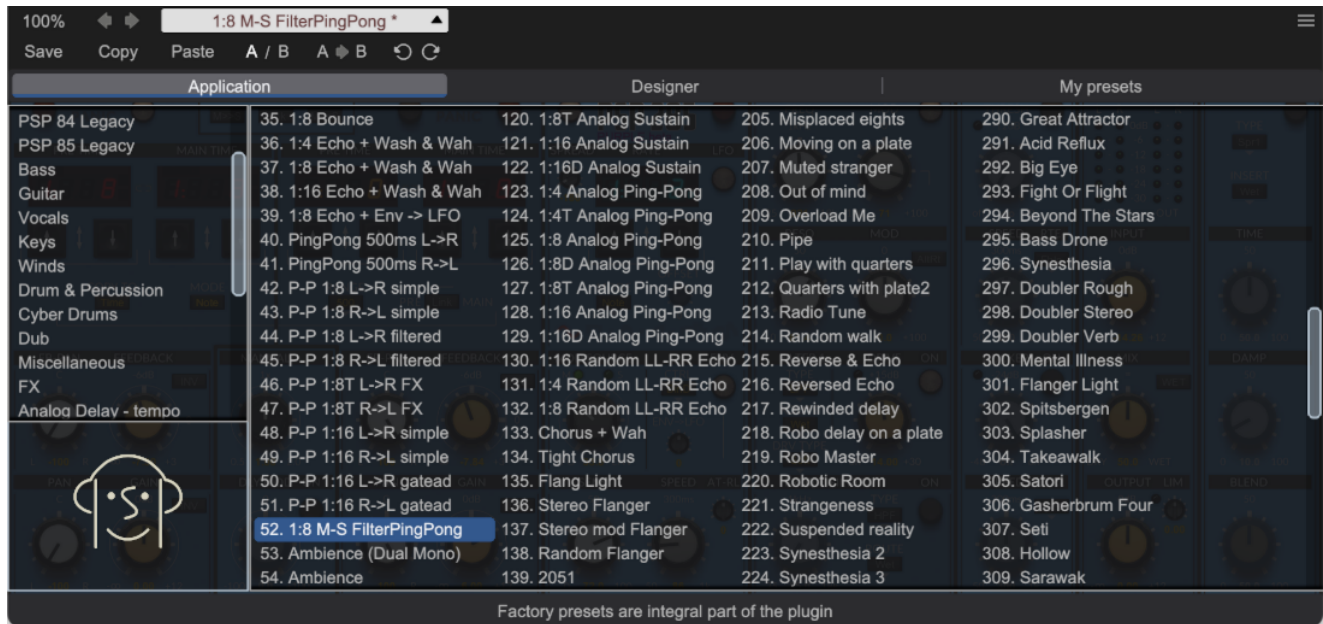 100%
1:8 M-S FilterPingPong *
Save Copy Paste A / B A B
Application Designer My presets
PSP 84 Legacy
PSP 85 Legacy
Bass
Guitar
Vocals
Keys
Winds
Drum & Percussion
Cyber Drums
Dub
Miscellaneous
FX
Analog Delay - tempo
35. 1:8 Bounce
36. 1:4 Echo + Wash & Wah
37. 1:8 Echo + Wash & Wah
38. 1:16 Echo + Wash & Wah
39. 1:8 Echo + Env -> LFO
40. PingPong 500ms L->R
41. PingPong 500ms R->L
42. P-P 1:8 L->R simple
43. P-P 1:8 R->L simple
44. P-P 1:8 L->R filtered
45. P-P 1:8 R->L filtered
46. P-P 1:8T L->R FX
47. P-P 1:8T R->L FX
48. P-P 1:16 L->R simple
49. P-P 1:16 R->L simple
50. P-P 1:16 L->R gatead
51. P-P 1:16 R->L gatead
52. 1:8 M-S FilterPingPong
53. Ambience (Dual Mono)
54. Ambience
120. 1:8T Analog Sustain
121. 1:16 Analog Sustain
122. 1:16D Analog Sustain
123. 1:4 Analog Ping-Pong
124. 1:4T Analog Ping-Pong
125. 1:8 Analog Ping-Pong
126. 1:8D Analog Ping-Pong
127. 1:8T Analog Ping-Pong
128. 1:16 Analog Ping-Pong
129. 1:16D Analog Ping-Pong
130. 1:16 Random LL-RR Echo
131. 1:4 Random LL-RR Echo
132. 1:8 Random LL-RR Echo
133. Chorus + Wah
134. Tight Chorus
135. Flang Light
136. Stereo Flanger
137. Stereo mod Flanger
138. Random Flanger
139. 2051
205. Misplaced eights
206. Moving on a plate
207. Muted stranger
208. Out of mind
209. Overload Me
210. Pipe
211. Play with quarters
212. Quarters with plate2
213. Radio Tune
214. Random walk
215. Reverse & Echo
216. Reversed Echo
217. Rewinded delay
218. Robo delay on a plate
219. Robo Master
220. Robotic Room
221. Strangeness
222. Suspended reality
223. Synesthesia 2
224. Synesthesia 3
290. Great Attractor
291. Acid Reflux
292. Big Eye
293. Fight Or Flight
294. Beyond The Stars
295. Bass Drone
296. Synesthesia
297. Doubler Rough
298. Doubler Stereo
299. Doubler Verb
300. Mental Illness
301. Flanger Light
302. Spitsbergen
303. Splasher
304. Takeawalk
305. Satori
306. Gasherbrum Four
307. Seti
308. Hollow
309. Sarawak
Factory presets are integral part of the plugin